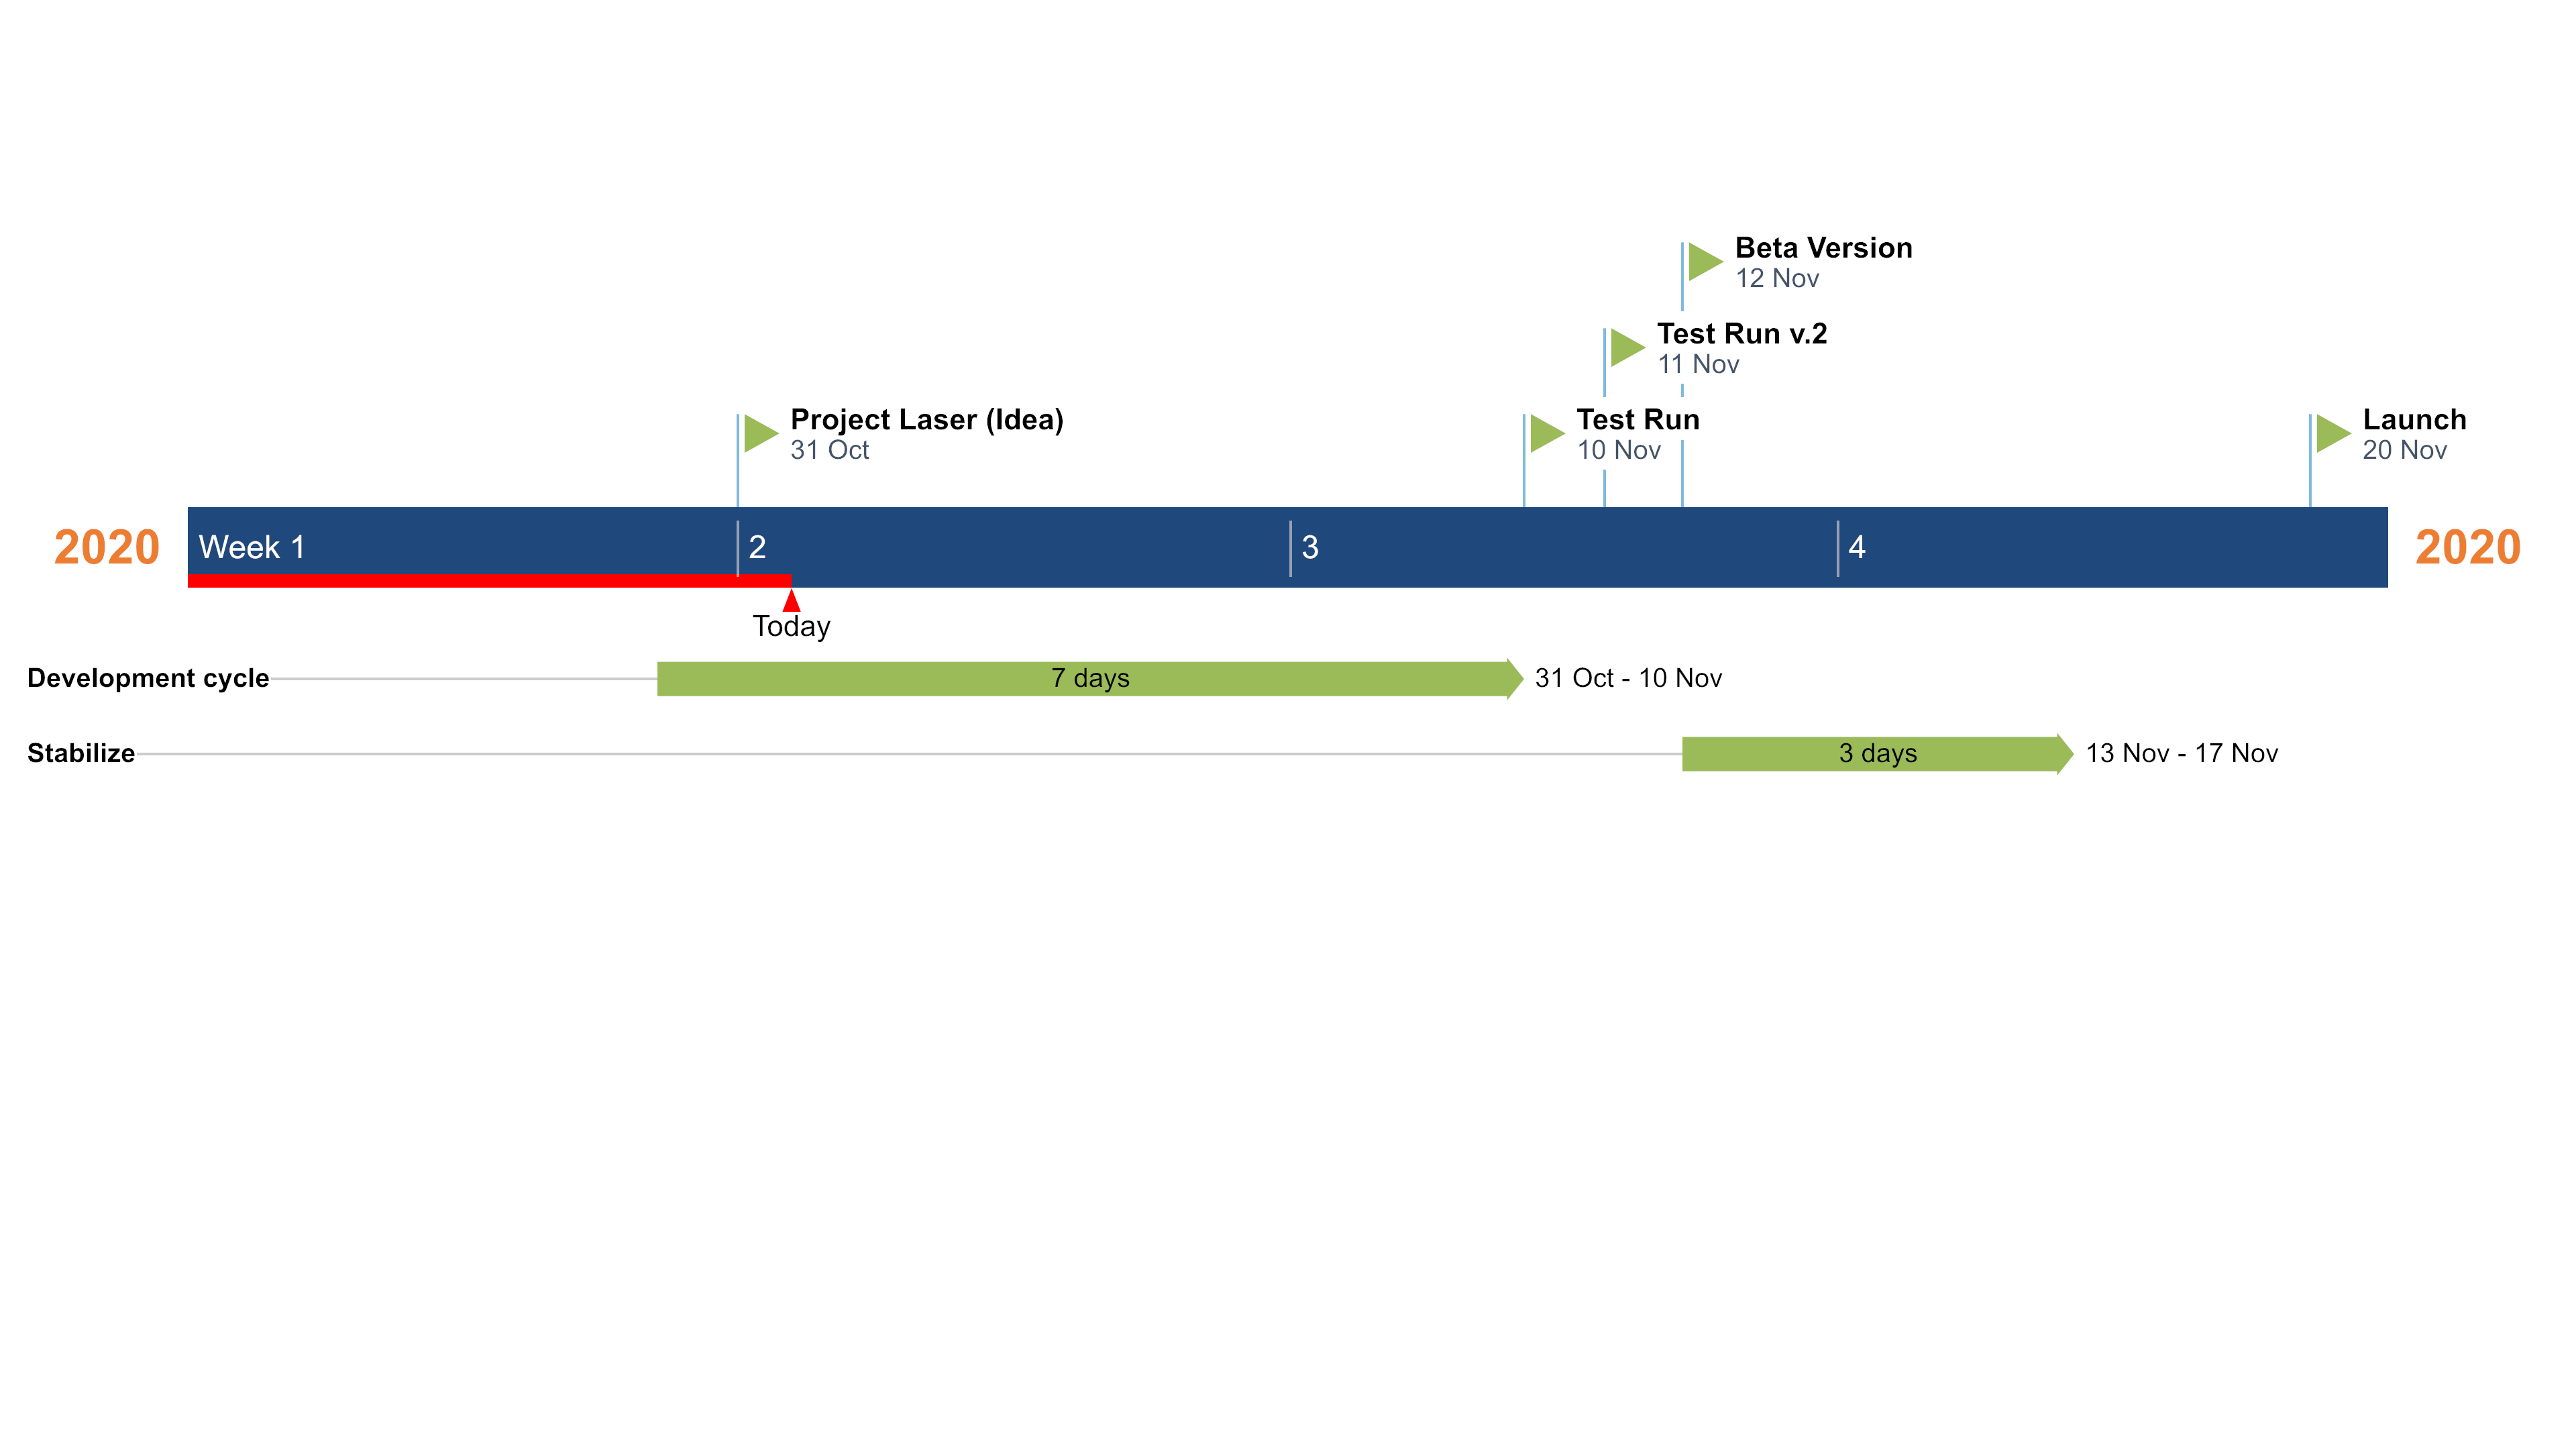 Beta Version
12 Nov
Test Run v.2
11 Nov
Project Laser (Idea)
31 Oct
Test Run
10 Nov
Launch
20 Nov
2020
Week 1
2
3
4
2020
Today
Development cycle
7 days
31 Oct - 10 Nov
Stabilize
3 days
13 Nov - 17 Nov